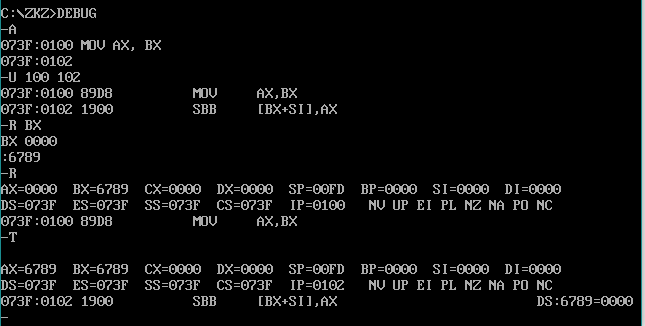 C:\ZKZ>DEBUG
-A
073F:0100 MOV AX, BX
073F:0102
-U 100 102
073F:0100 89D8          MOV     AX,BX
073F:0102 1900          SBB     [BX+SI],AX
-R BX
BX 0000
:6789
-R
AX=0000  BX=6789  CX=0000  DX=0000  SP=00FD  BP=0000  SI=0000  DI=0000
DS=073F  ES=073F  SS=073F  CS=073F  IP=0100   NV UP EI PL NZ NA PO NC
073F:0100 89D8          MOV     AX,BX
-T
AX=6789  BX=6789  CX=0000  DX=0000  SP=00FD  BP=0000  SI=0000  DI=0000
DS=073F  ES=073F  SS=073F  CS=073F  IP=0102   NV UP EI PL NZ NA PO NC
073F:0102 1900          SBB     [BX+SI],AX                         DS:6789=0000
-